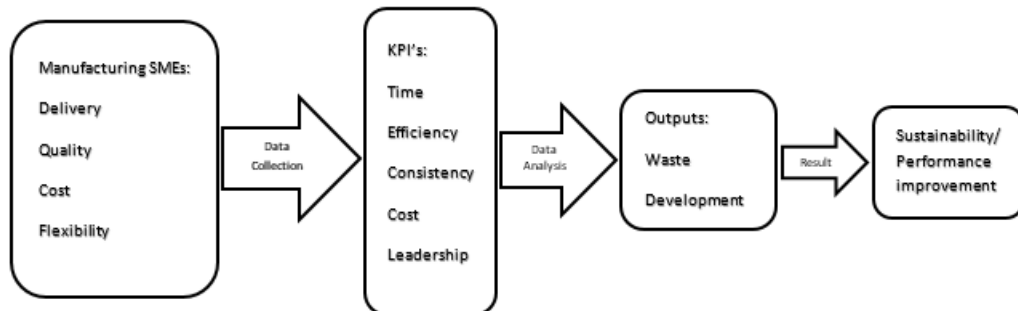 Manufacturing SMEs:
Delivery
Quality
Cost
Flexibility
Data
Collection
KPI's:
Time
Efficiency
Consistency
Cost
Leadership
Data
Analysis
Outputs:
Waste
Development
Result
Sustainability/
Performance
improvement